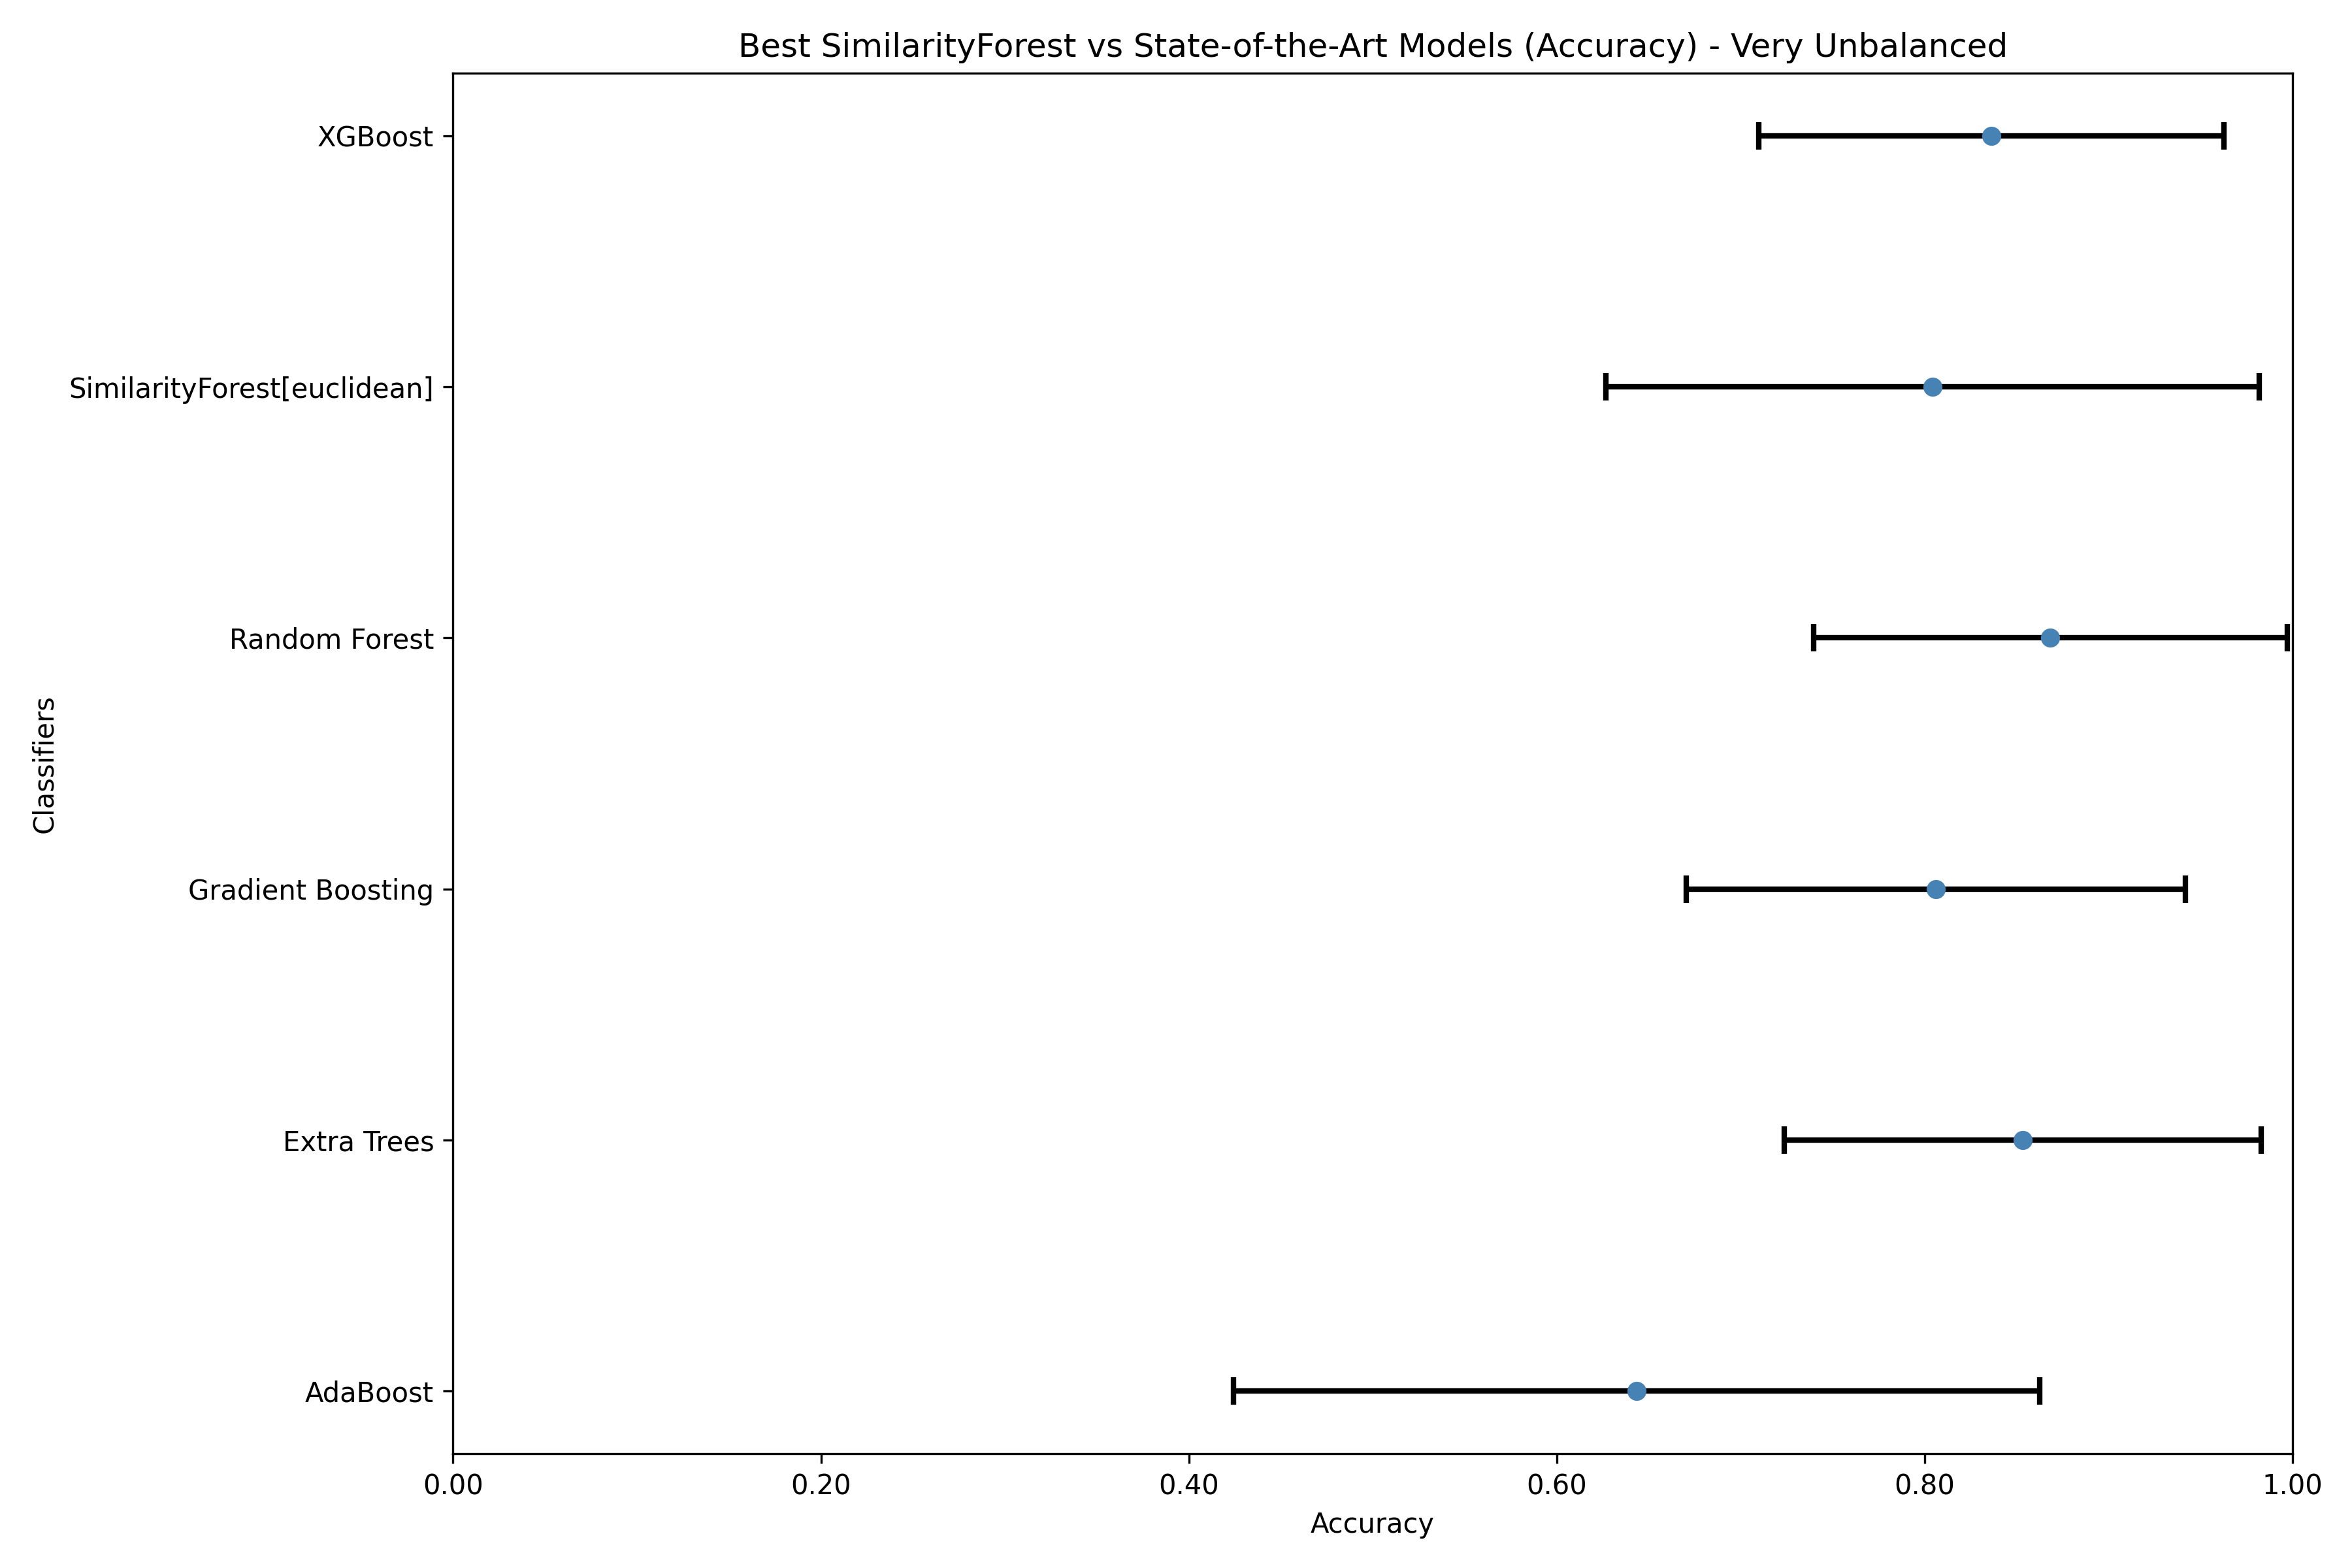 Best SimilarityForest vs State-of-the-Art Models (Accuracy) - Very Unbalanced
XGBoost
SimilarityForest[euclidean]
Random Forest
Gradient Boosting
Extra Trees
AdaBoost
Classifiers
0.00 0.20 0.40 0.60 0.80 1.00
Accuracy